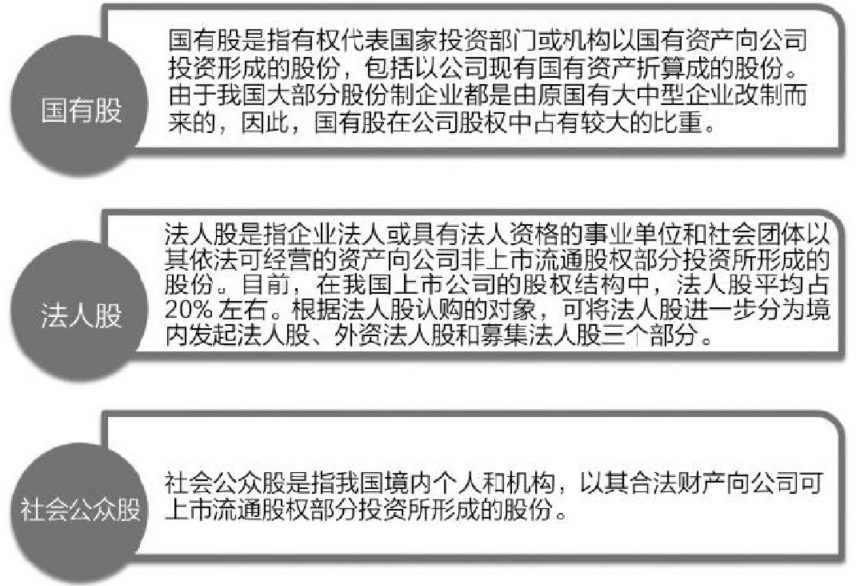 国有股
国有股是指有权代表国家投资部门或机构以国有资产向公司
投资形成的股份，包括以公司现有国有资产折算成的股份。
由于我国大部分股份制企业都是由原国有大中型企业改制而
来的，因此，国有股在公司股权中占有较大的比重。
法人股
法人股是指企业法人或具有法人资格的事业单位和社会团体以
其依法可经营的资产向公司非上市流通股权部分投资所形成的
股份。目前，在我国上市公司的股权结构中，法人股平均占
20%左右。根据法人股认购的对象，可将法人股进一步分为境
内发起法人股、外资法人股和募集法人股三个部分。
社会公众股
社会公众股是指我国境内个人和机构，以其合法财产向公司可
上市流通股权部分投资所形成的股份。